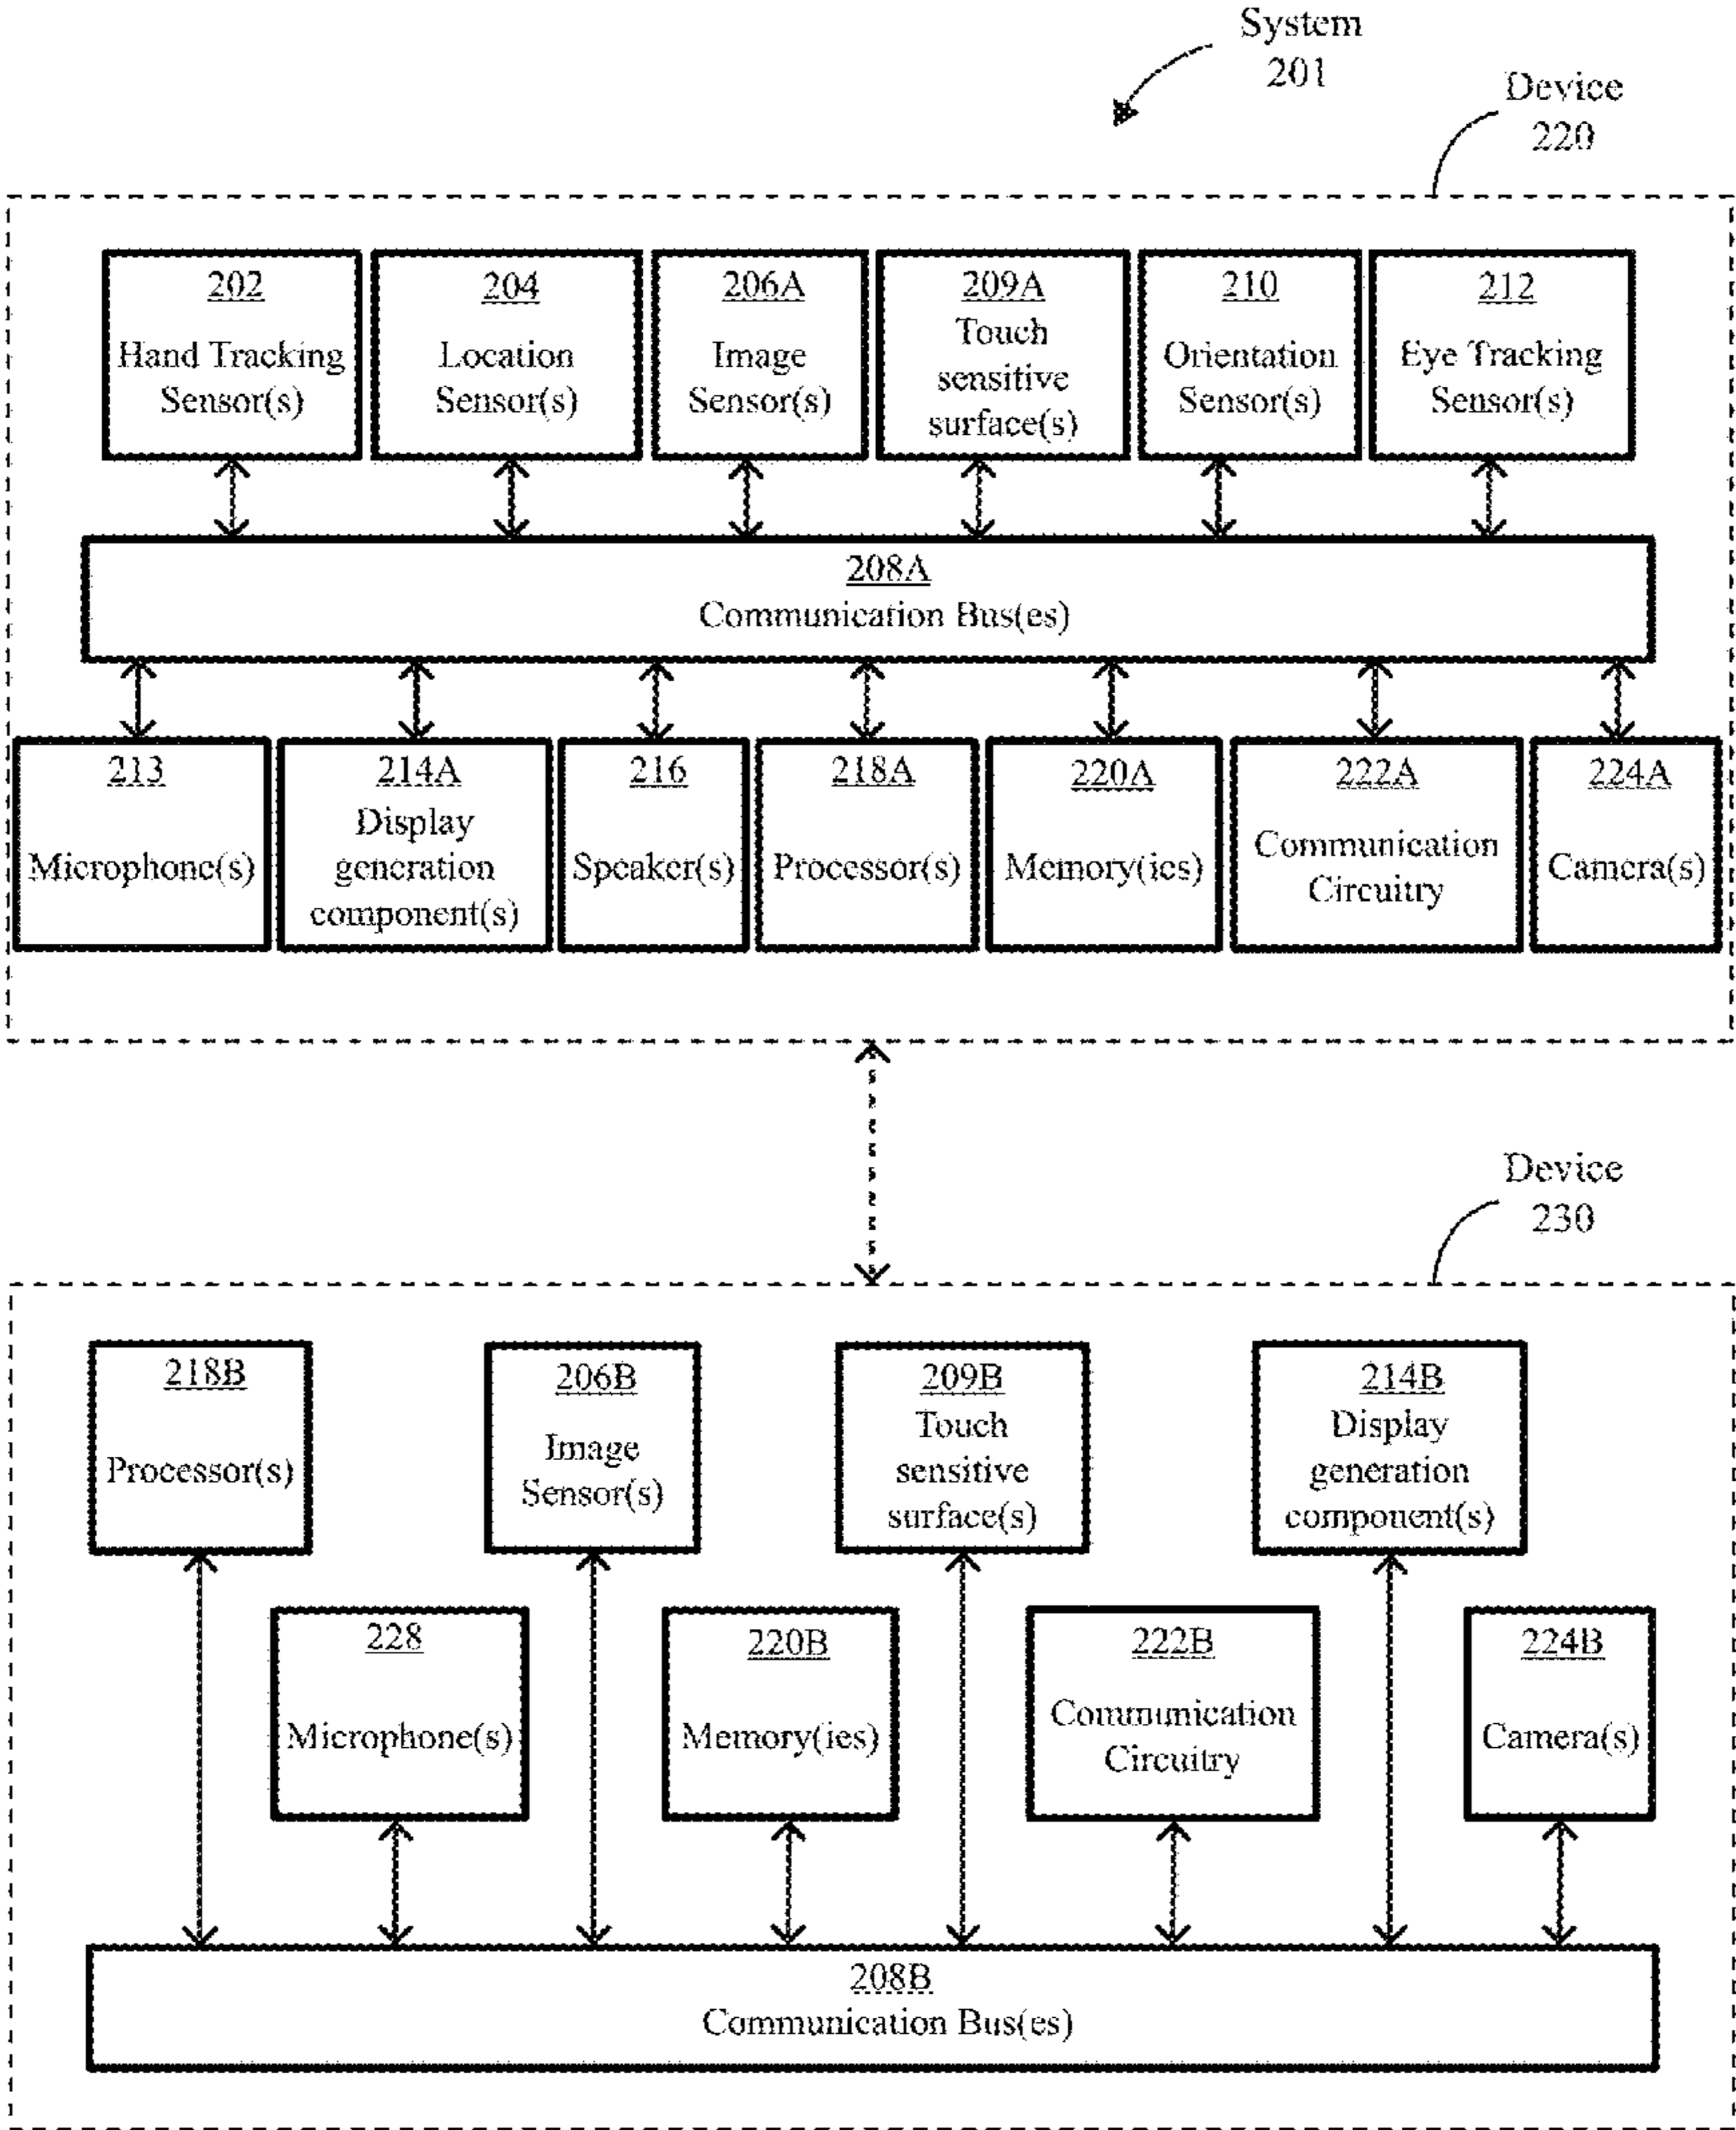 System
201
Device
220
202
Hand Tracking
Sensor(s)
204
Location
Sensor(s)
206A
Image
Sensor(s)
209A
Touch
sensitive
surface(s)
210
Orientation
Sensor(s)
212
Eye Tracking
Sensor(s)
208A
Communication Bus(es)
213
Microphone(s)
214A
Display
generation
component(s)
216
Speaker(s)
218A
Processor(s)
220A
Memory(ies)
222A
Communication
Circuitry
224A
Camera(s)
Device
230
218B
Processor(s)
206B
Image
Sensor(s)
209B
Touch
sensitive
surface(s)
214B
Display
generation
component(s)
228
Microphone(s)
220B
Memory(ies)
222B
Communication
Circuitry
224B
Camera(s)
208B
Communication Bus(es)